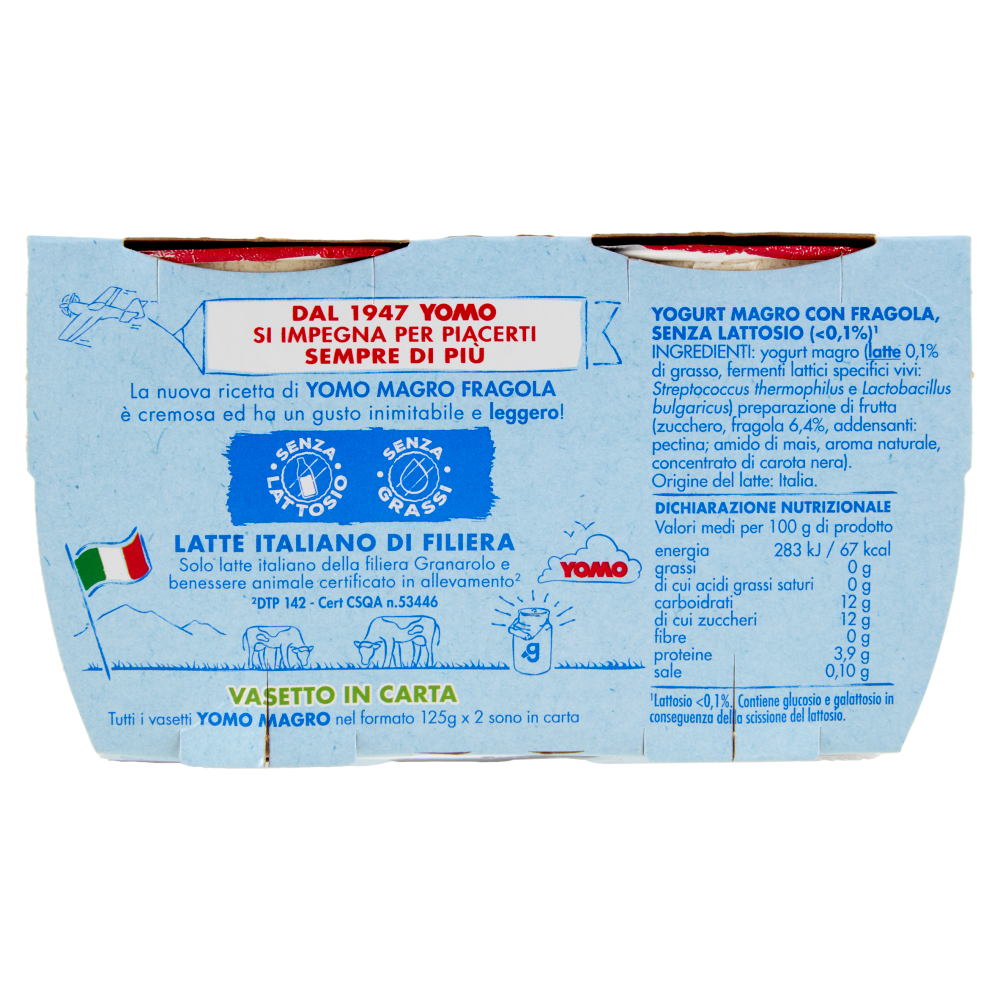 DAL 1947 YOMO
SI IMPEGNA PER PIACERTI
SEMPRE DI PIÙ
La nuova ricetta di YOMO MAGRO FRAGOLA
è cremosa ed ha un gusto inimitabile e leggero!
SENZA LATTOSIO
SENZA GRASSI
LATTE ITALIANO DI FILIERA
Solo latte italiano della filiera Granarolo e
benessere animale certificato in allevamento²
²DTP 142 - Cert CSQA n.53446
YOMO
g
VASETTO IN CARTA
Tutti i vasetti YOMO MAGRO nel formato 125g x 2 sono in carta
YOGURT MAGRO CON FRAGOLA,
SENZA LATTOSIO (<0,1%)¹
INGREDIENTI: yogurt magro (latte 0,1%
di grasso, fermenti lattici specifici vivi:
Streptococcus thermophilus e Lactobacillus
bulgaricus) preparazione di frutta
(zucchero, fragola 6,4%, addensanti:
pectina; amido di mais, aroma naturale,
concentrato di carota nera).
Origine del latte: Italia.
DICHIARAZIONE NUTRIZIONALE
Valori medi per 100 g di prodotto
energia 283 kJ / 67 kcal
grassi 0 g
di cui acidi grassi saturi 0 g
carboidrati 12 g
di cui zuccheri 12 g
fibre 0 g
proteine 3,9 g
sale 0,10 g
¹Lattosio <0,1%. Contiene glucosio e galattosio in
conseguenza della scissione del lattosio.